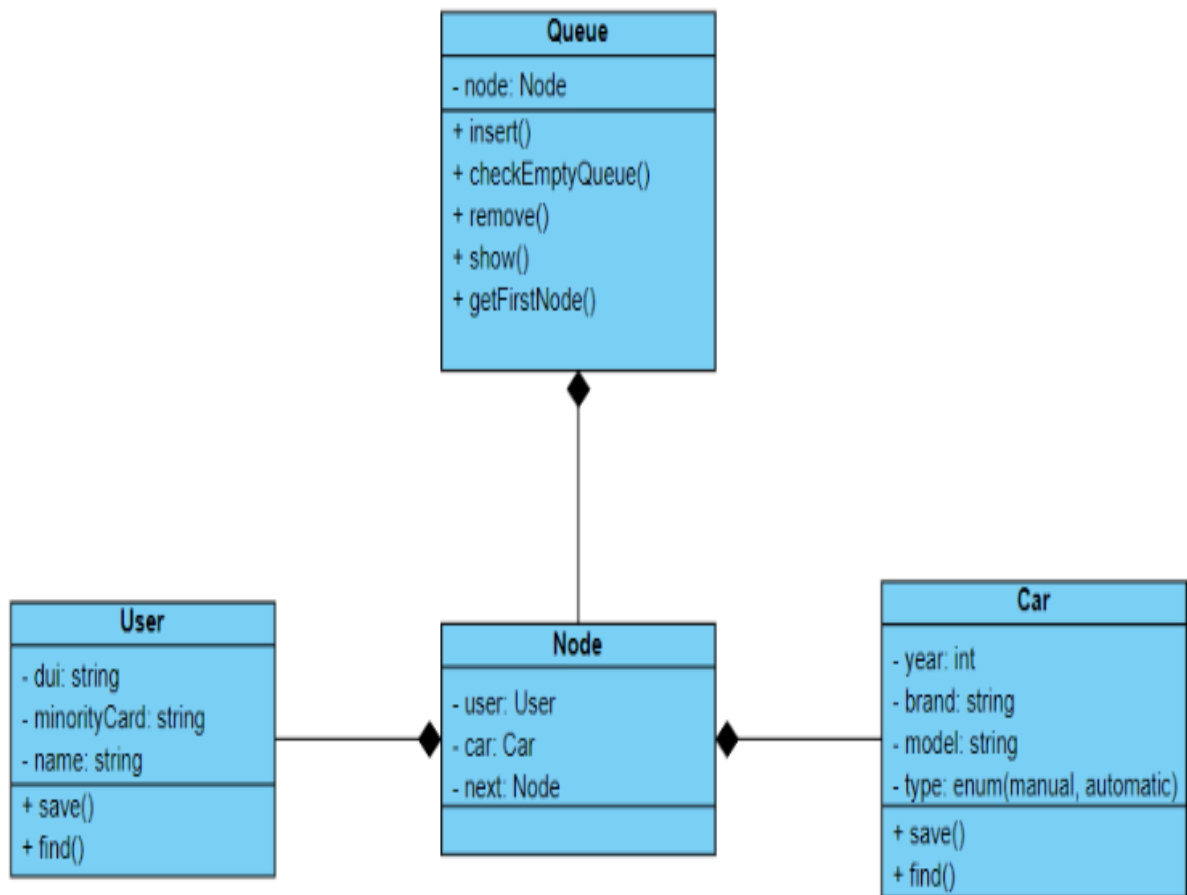 Queue
- node: Node
+ insert()
+ checkEmptyQueue()
+ remove()
+ show()
+ getFirstNode()
User
- dui: string
- minorityCard: string
- name: string
+ save()
+ find()
Node
- user: User
- car: Car
- next: Node
Car
- year: int
- brand: string
- model: string
- type: enum(manual, automatic)
+ save()
+ find()